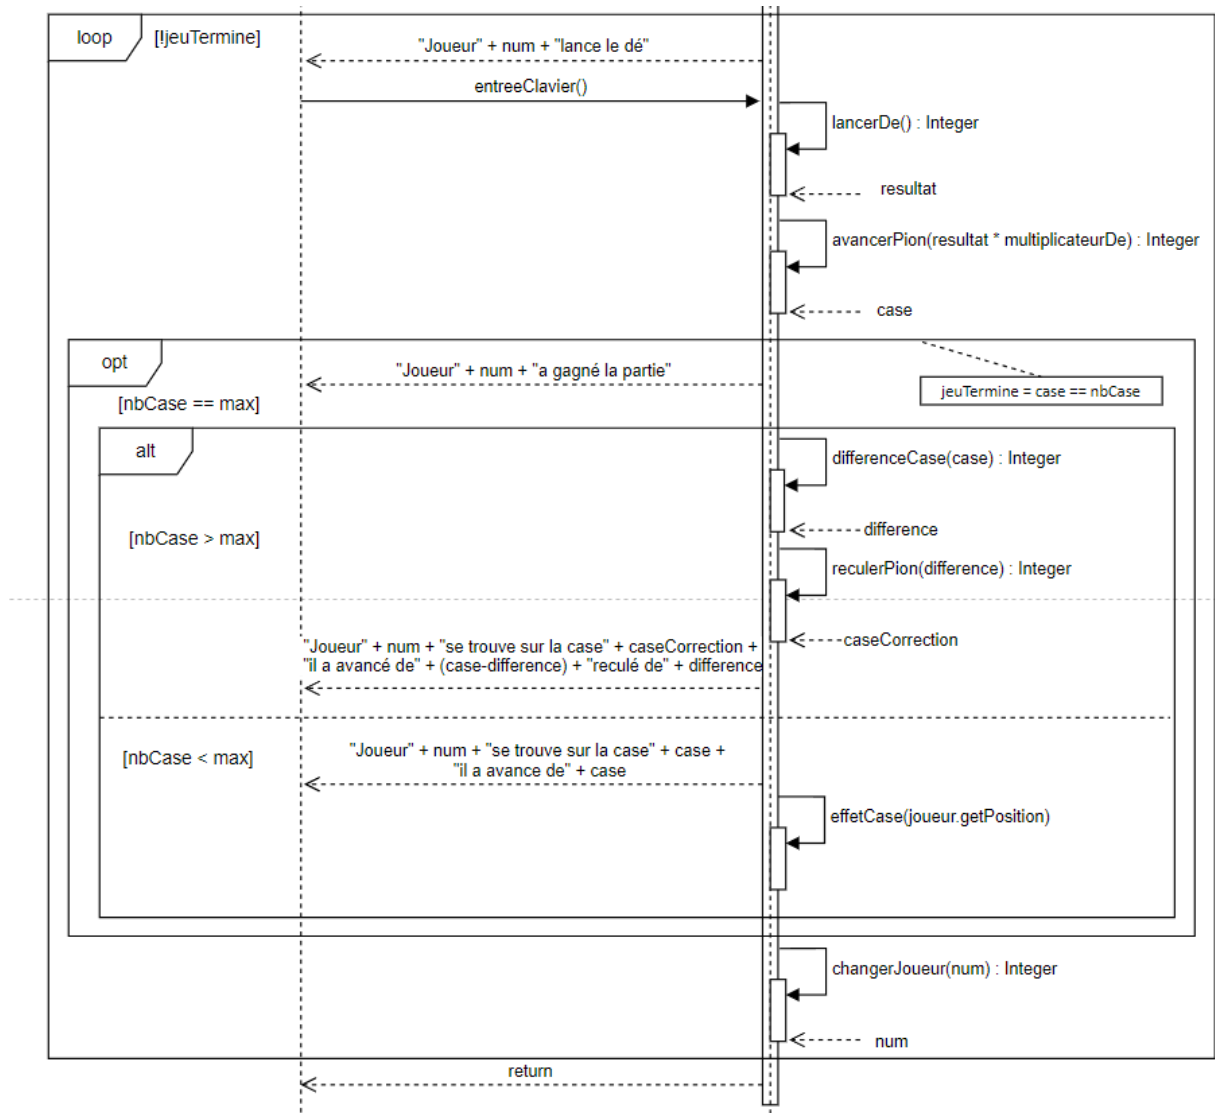 loop
[!jeuTermine]
"Joueur" + num + "lance le dé"
entreeClavier()
lancerDe() : Integer
resultat
avancerPion(resultat * multiplicateurDe) : Integer
case
opt
"Joueur" + num + "a gagné la partie"
jeuTermine = case == nbCase
[nbCase == max]
alt
differenceCase(case) : Integer
[nbCase > max]
difference
reculerPion(difference) : Integer
caseCorrection
"Joueur" + num + "se trouve sur la case" + caseCorrection +
"il a avancé de" + (case-difference) + "reculé de" + difference
[nbCase < max]
"Joueur" + num + "se trouve sur la case" + case +
"il a avance de" + case
effetCase(joueur.getPosition)
changerJoueur(num) : Integer
num
return